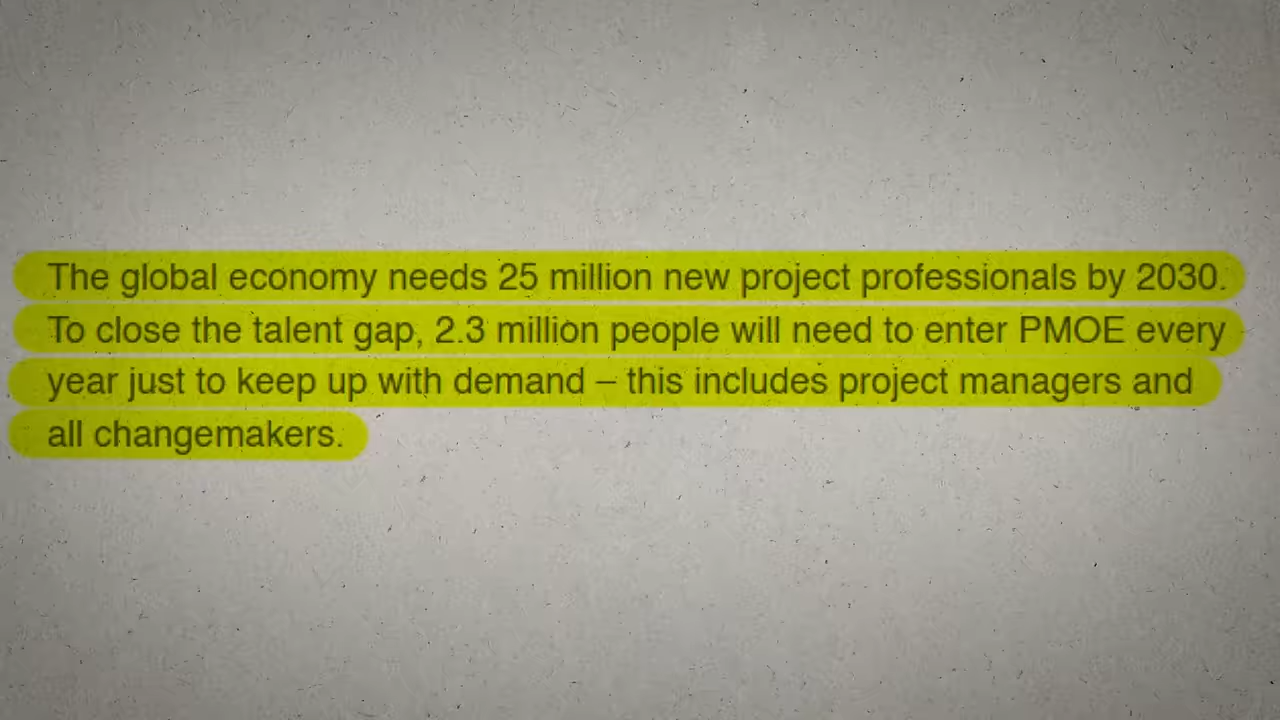 The global economy needs 25 million new project professionals by 2030.
To close the talent gap, 2.3 million people will need to enter PMOE every
year just to keep up with demand – this includes project managers and
all changemakers.